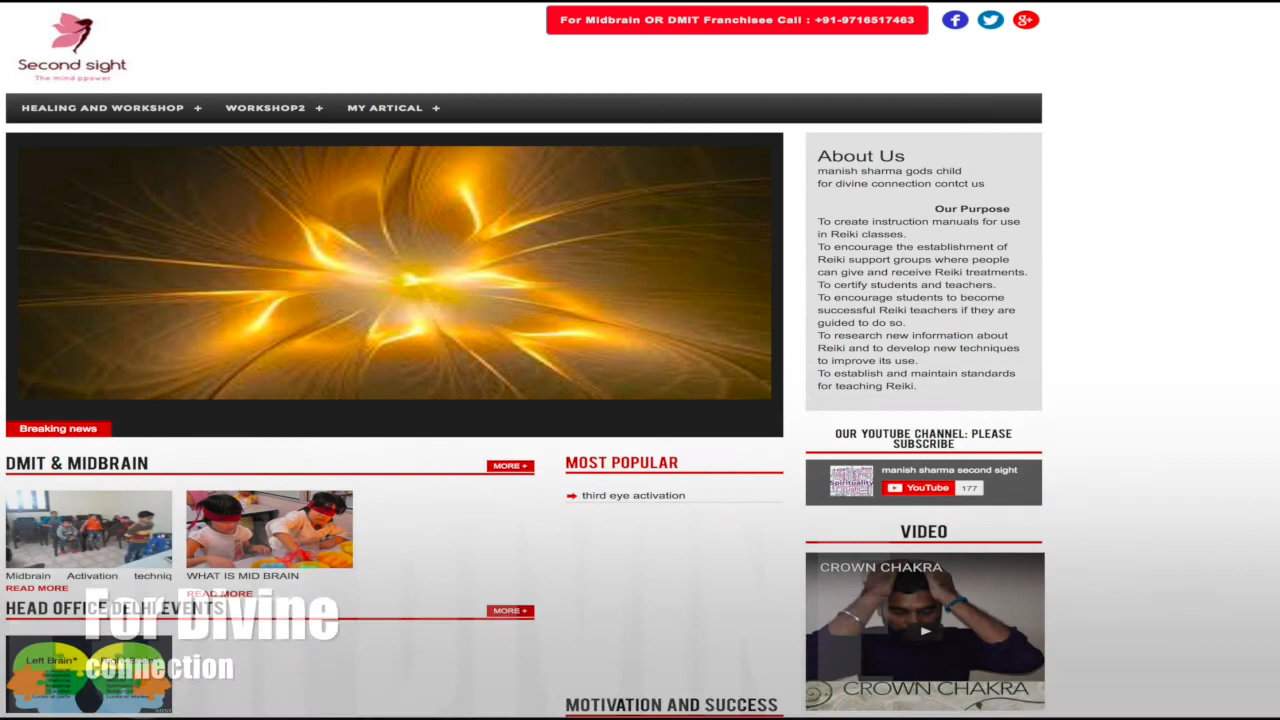 Second sight
The mind ppower
For Midbrain OR DMIT Franchisee Call : +91-9716517463
HEALING AND WORKSHOP + WORKSHOP2 + MY ARTICAL +
About Us
manish sharma gods child
for divine connection contct us
Our Purpose
To create instruction manuals for use
in Reiki classes.
To encourage the establishment of
Reiki support groups where people
can give and receive Reiki treatments.
To certify students and teachers.
To encourage students to become
successful Reiki teachers if they are
guided to do so.
To research new information about
Reiki and to develop new techniques
to improve its use.
To establish and maintain standards
for teaching Reiki.
Breaking news
DMIT & MIDBRAIN
MORE +
Midbrain Activation techniq
READ MORE
WHAT IS MID BRAIN
READ MORE
HEAD OFFICE DELHI EVENTS
MORE +
Left Brain*
For Divine
connection
MOST POPULAR
third eye activation
MOTIVATION AND SUCCESS
OUR YOUTUBE CHANNEL: PLEASE
SUBSCRIBE
Spirituality
manish sharma second sight
YouTube 177
VIDEO
CROWN CHAKRA
CROWN CHAKRA